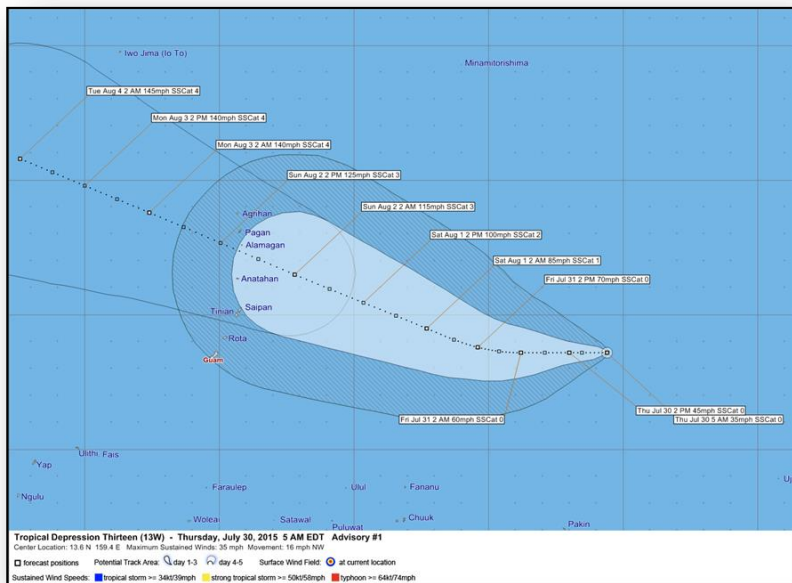 Iwo Jima (Io To)
Minamitorishima
Tue Aug 4 2 AM 145mph SSCat 4
Mon Aug 3 2 PM 140mph SSCat 4
Mon Aug 3 2 AM 140mph SSCat 4
Sun Aug 2 2 PM 125mph SSCat 3
Sun Aug 2 2 AM 115mph SSCat 3
Agrihan
Pagan
Alamagan
Sat Aug 1 2 PM 100mph SSCat 2
Sat Aug 1 2 AM 85mph SSCat 1
Anatahan
Fri Jul 31 2 PM 70mph SSCat 0
Saipan
Tinian
Rota
Guam
Thu Jul 30 2 PM 45mph SSCat 0
Fri Jul 31 2 AM 60mph SSCat 0
Thu Jul 30 5 AM 35mph SSCat 0
Ulithi Fais
Yap
Ngulu
Faraulep
Ulul
Fananu
Woleai
Satawal
Puluwat
Chuuk
Pakin
Tropical Depression Thirteen (13W) - Thursday, July 30, 2015 5 AM EDT Advisory #1
Center Location: 13.6 N 159.4 E Maximum Sustained Winds: 35 mph Movement: 16 mph NW
forecast positions Potential Track Area: day 1-3 day 4-5 Surface Wind Field: at current location
Sustained Wind Speeds: tropical storm >= 34kt/39mph strong tropical storm >= 50kt/58mph typhoon >= 64kt/74mph